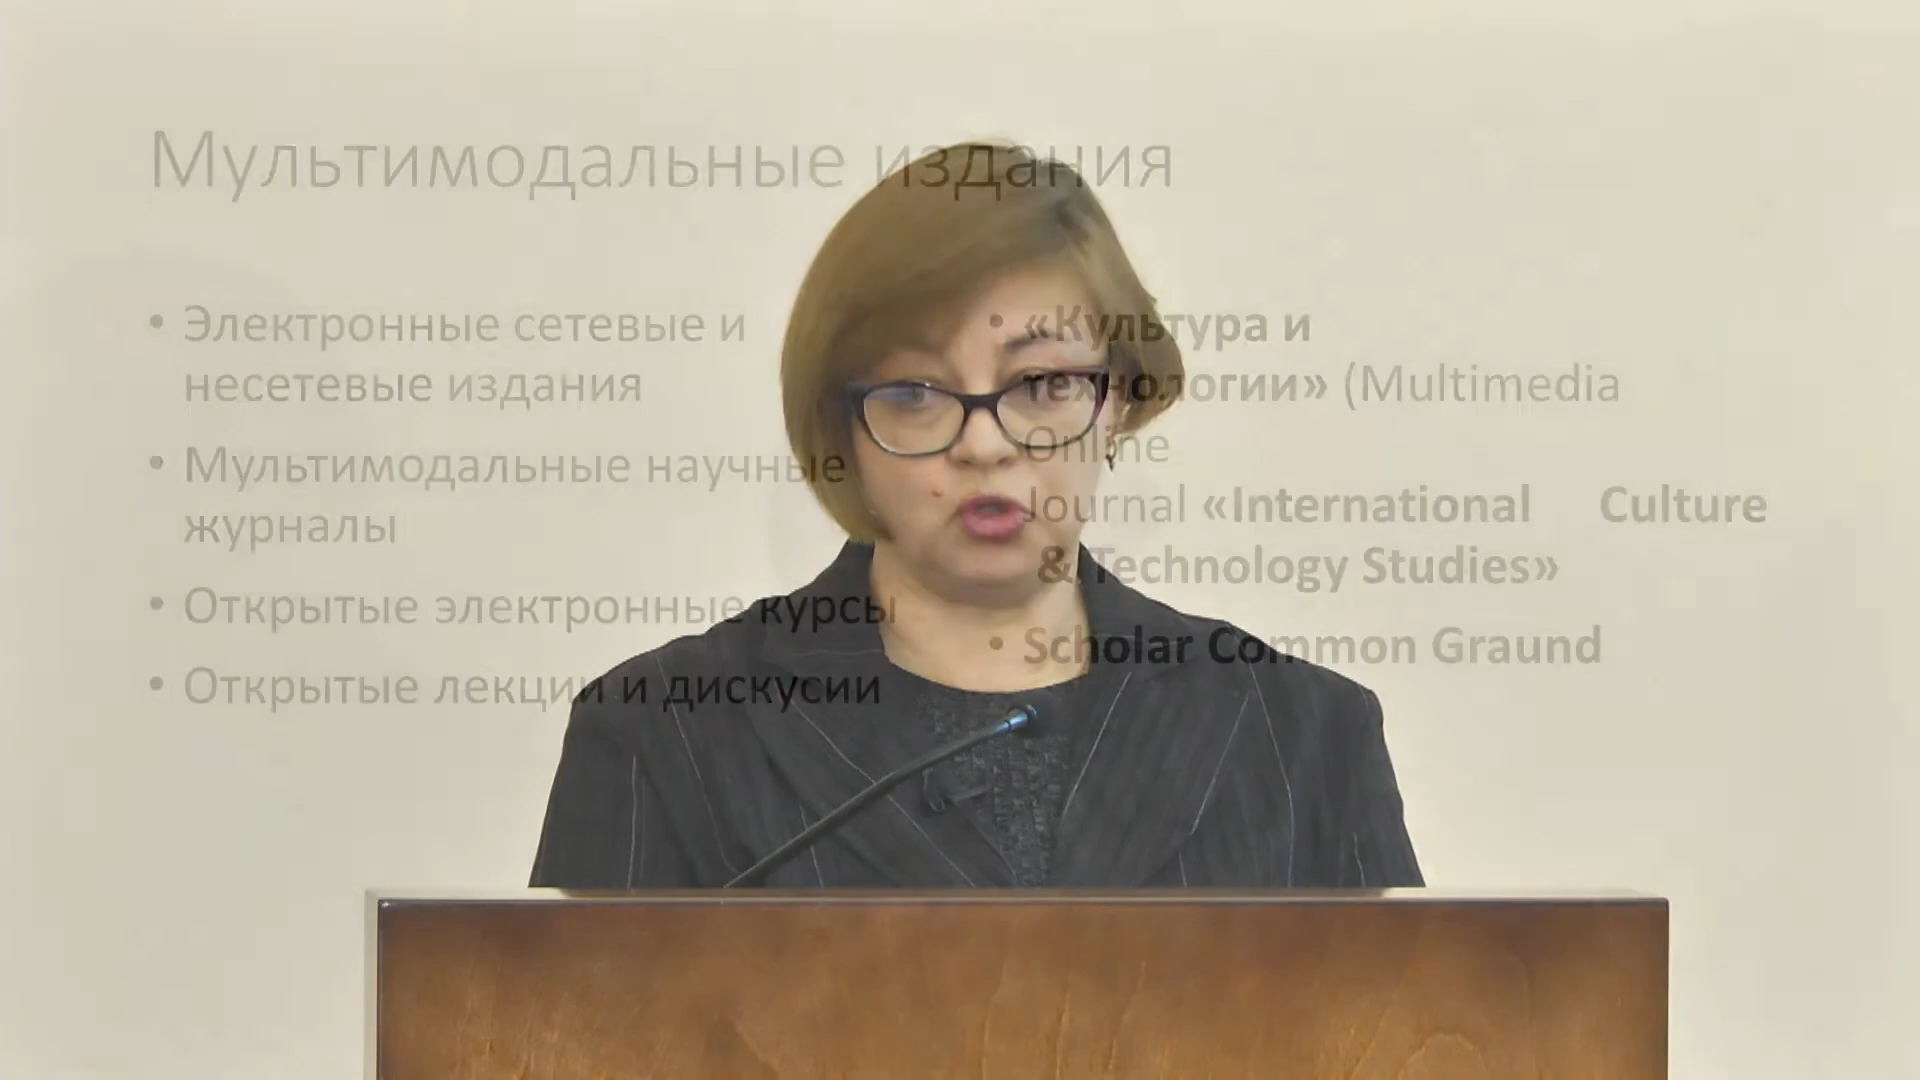 Мультимодальные издания
• Электронные сетевые и
несетевые издания
• Мультимодальные научные
журналы
• Открытые электронные курсы
• Открытые лекции и дискусии
• «Культура и
технологии» (Multimedia
Online
Journal «International Culture
& Technology Studies»
• Scholar Common Graund